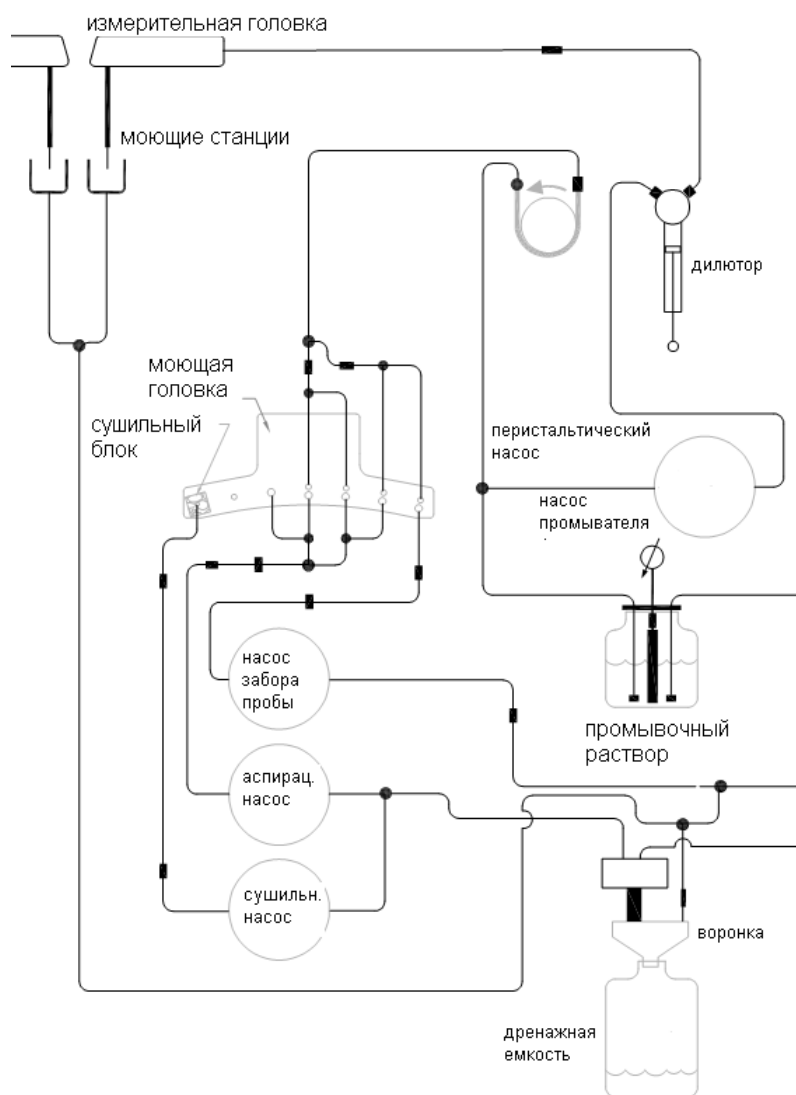 измерительная головка
моющие станции
дилютор
моющая
головка
сушильный
блок
перистальтический
насос
насос
промывателя
насос
забора
пробы
промывочный
раствор
аспирац.
насос
сушильн.
насос
воронка
дренажная
емкость